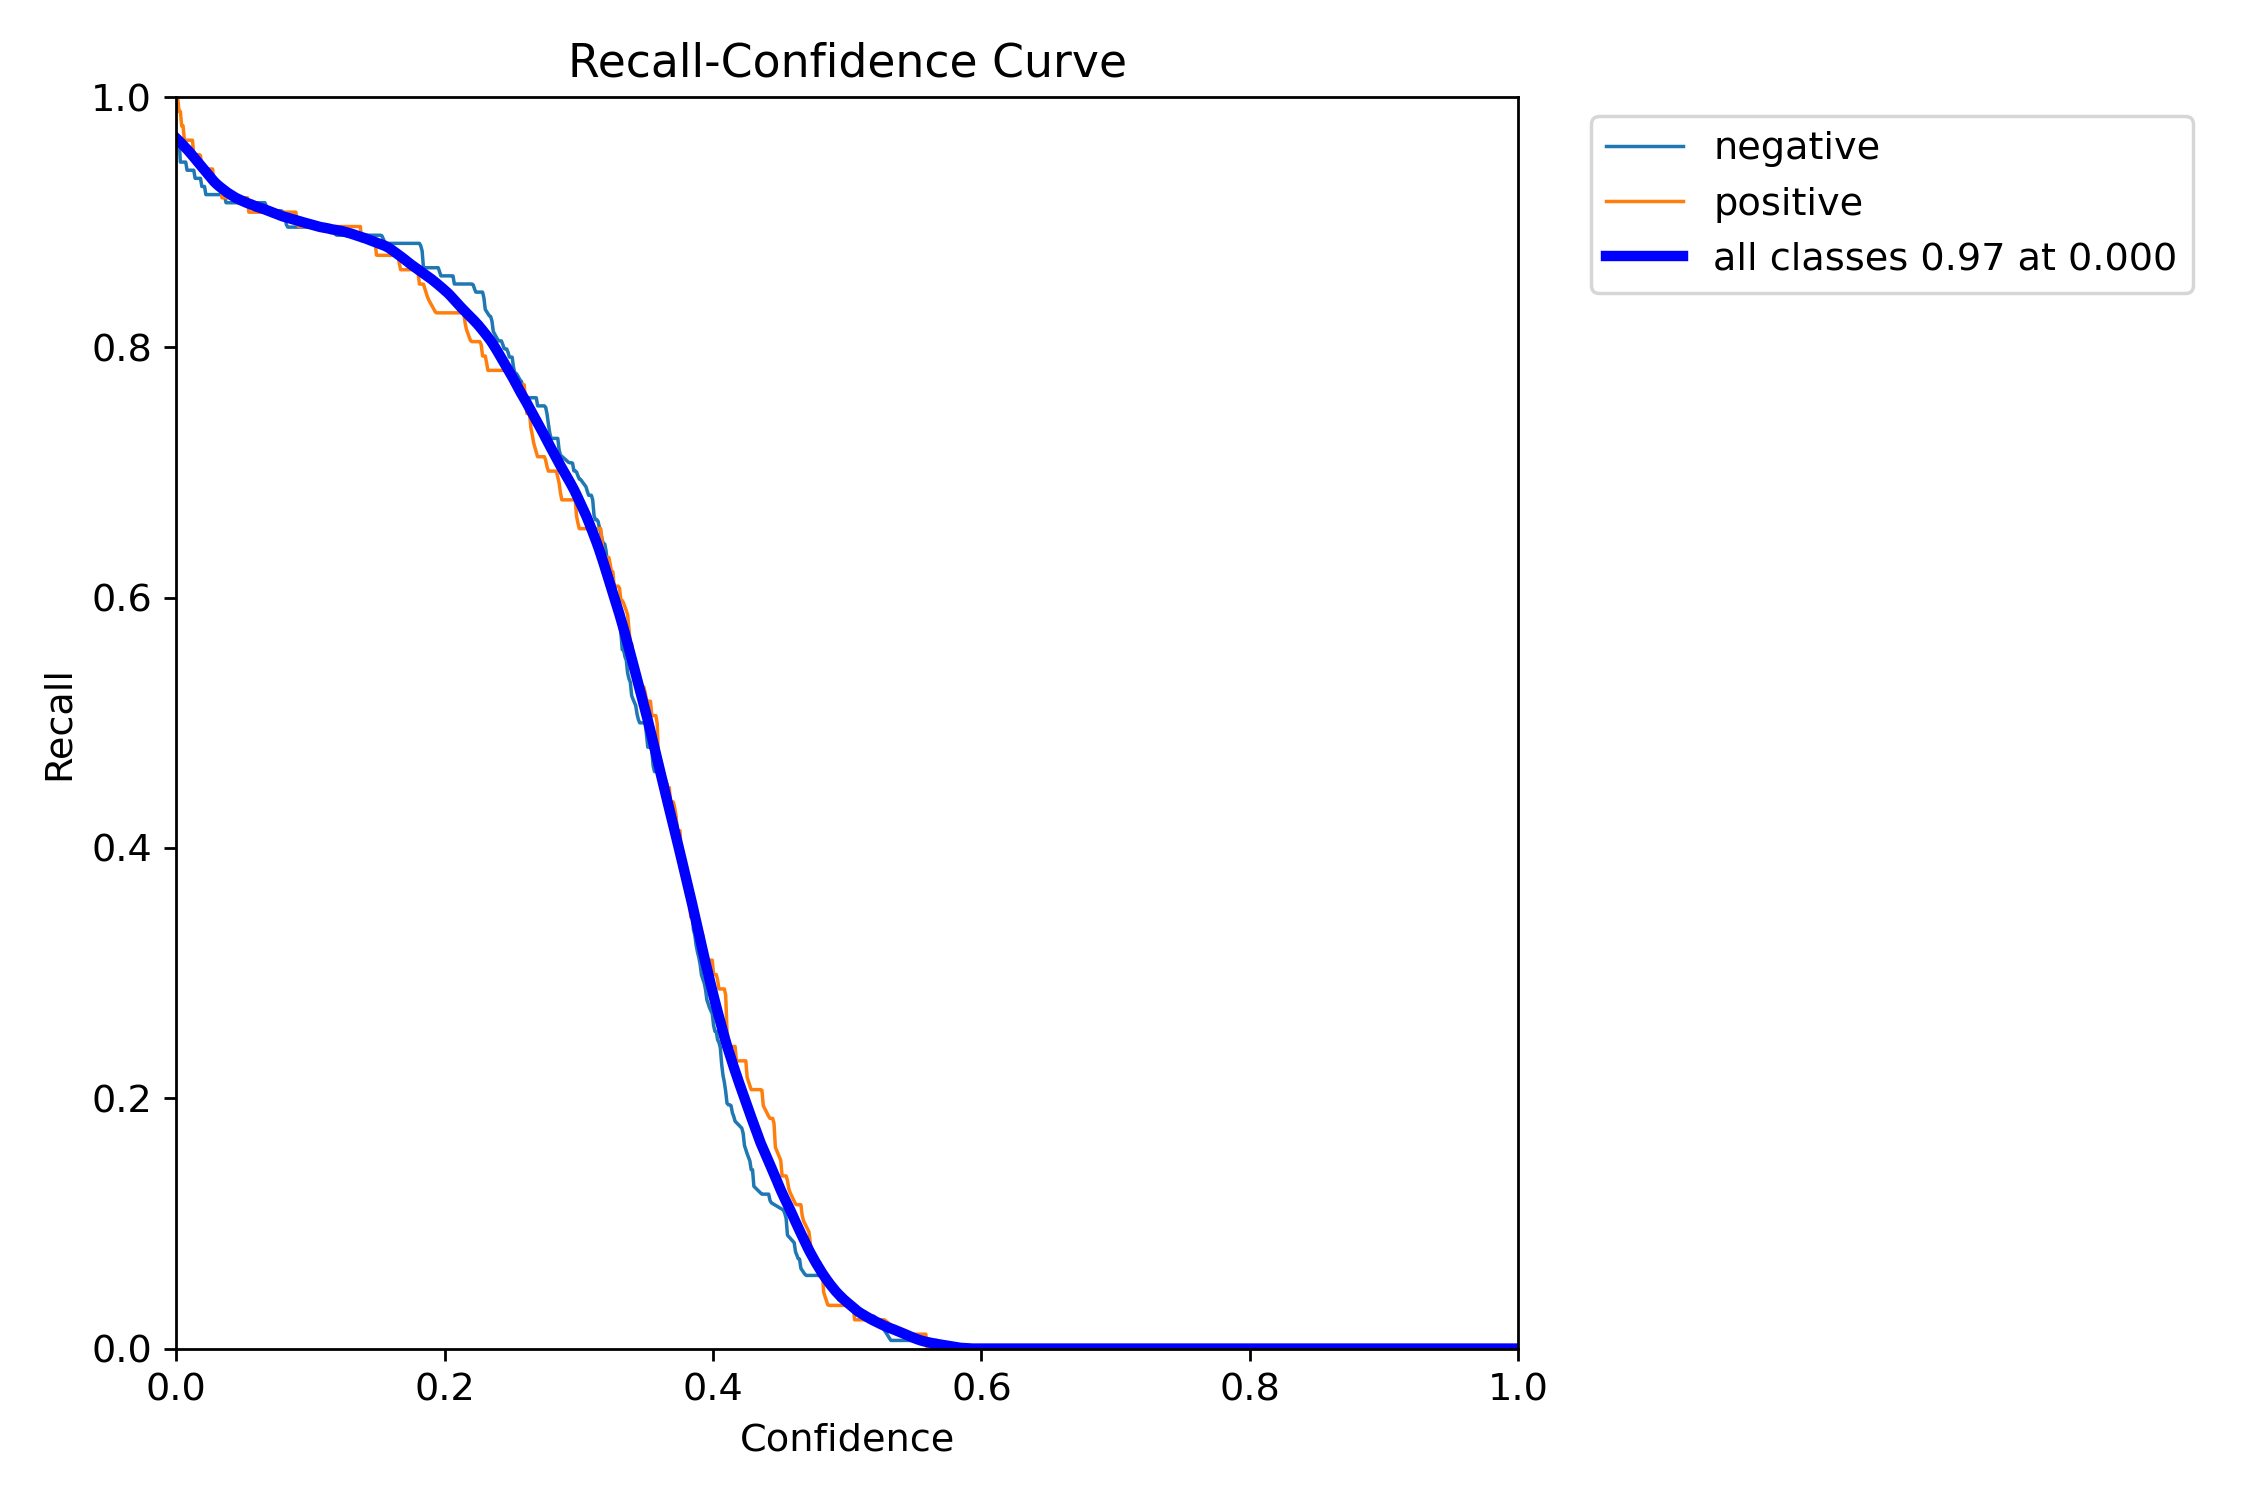 Recall-Confidence Curve
1.0
0.8
0.6
0.4
0.2
0.0
Recall
0.0 0.2 0.4 0.6 0.8 1.0
Confidence
negative
positive
all classes 0.97 at 0.000